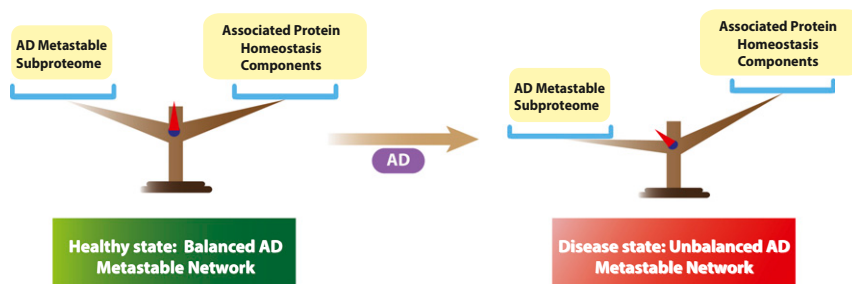 AD Metastable
Subproteome
Associated Protein
Homeostasis
Components
AD
AD Metastable
Subproteome
Associated Protein
Homeostasis
Components
Healthy state: Balanced AD
Metastable Network
Disease state: Unbalanced AD
Metastable Network